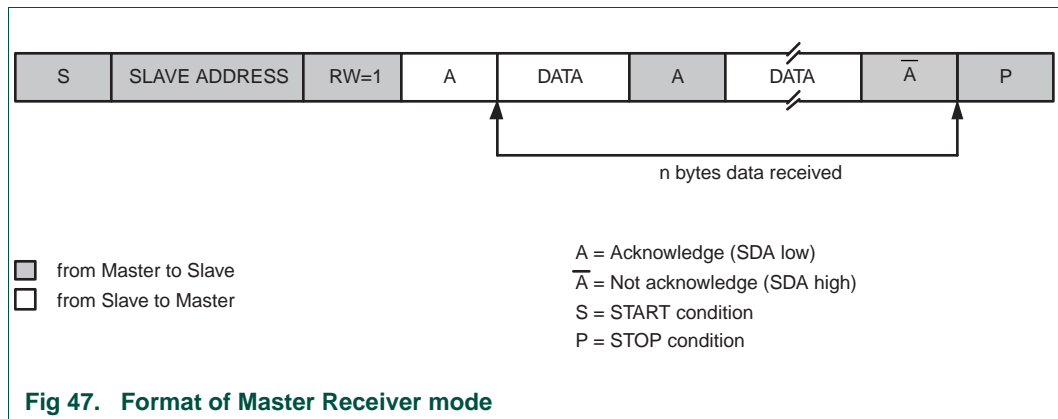 S SLAVE ADDRESS RW=1 A DATA A DATA A̅ P
n bytes data received
from Master to Slave
from Slave to Master
A = Acknowledge (SDA low)
A̅ = Not acknowledge (SDA high)
S = START condition
P = STOP condition
Fig 47. Format of Master Receiver mode